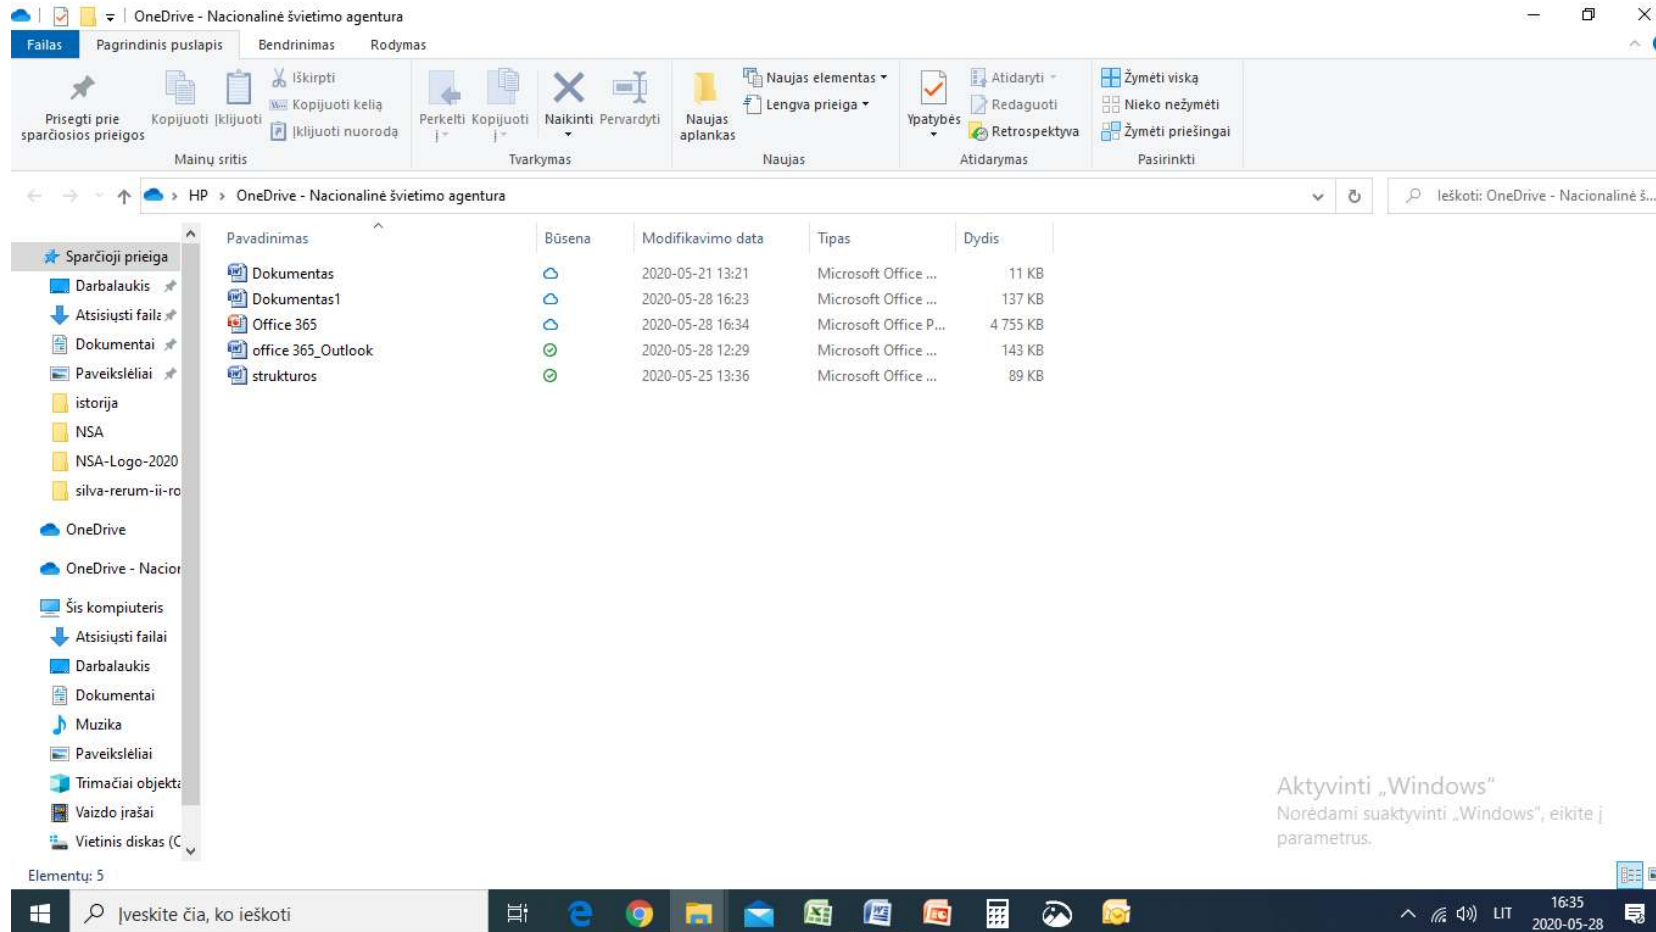 OneDrive - Nacionalinė švietimo agentura
Failas Pagrindinis puslapis Bendrinimas Rodymas
Prisegti prie sparčiosios prieigos
Kopijuoti
Įklijuoti
Iškirpti
Kopijuoti kelią
Įklijuoti nuorodą
Mainų sritis
Perkelti į
Kopijuoti į
Naikinti
Pervardyti
Tvarkymas
Naujas aplankas
Naujas elementas
Lengva prieiga
Naujas
Ypatybės
Atidaryti
Redaguoti
Retrospektyva
Atidarymas
Žymėti viską
Nieko nežymėti
Žymėti priešingai
Pasirinkti
HP › OneDrive - Nacionalinė švietimo agentura
Ieškoti: OneDrive - Nacionalinė š...
Sparčioji prieiga
Darbalaukis
Atsisiųsti faila
Dokumentai
Paveikslėliai
istorija
NSA
NSA-Logo-2020
silva-rerum-ii-ro
OneDrive
OneDrive - Nacior
Šis kompiuteris
Atsisiųsti failai
Darbalaukis
Dokumentai
Muzika
Paveikslėliai
Trimačiai objekta
Vaizdo įrašai
Vietinis diskas (C
Pavadinimas Būsena Modifikavimo data Tipas Dydis
Dokumentas 2020-05-21 13:21 Microsoft Office ... 11 KB
Dokumentas1 2020-05-28 16:23 Microsoft Office ... 137 KB
Office 365 2020-05-28 16:34 Microsoft Office P... 4 755 KB
office 365_Outlook 2020-05-28 12:29 Microsoft Office ... 143 KB
strukturos 2020-05-25 13:36 Microsoft Office ... 89 KB
Aktyvinti „Windows“
Norėdami suaktyvinti „Windows“, eikite į
parametrus.
Elementų: 5
Įveskite čia, ko ieškoti
LIT
16:35
2020-05-28